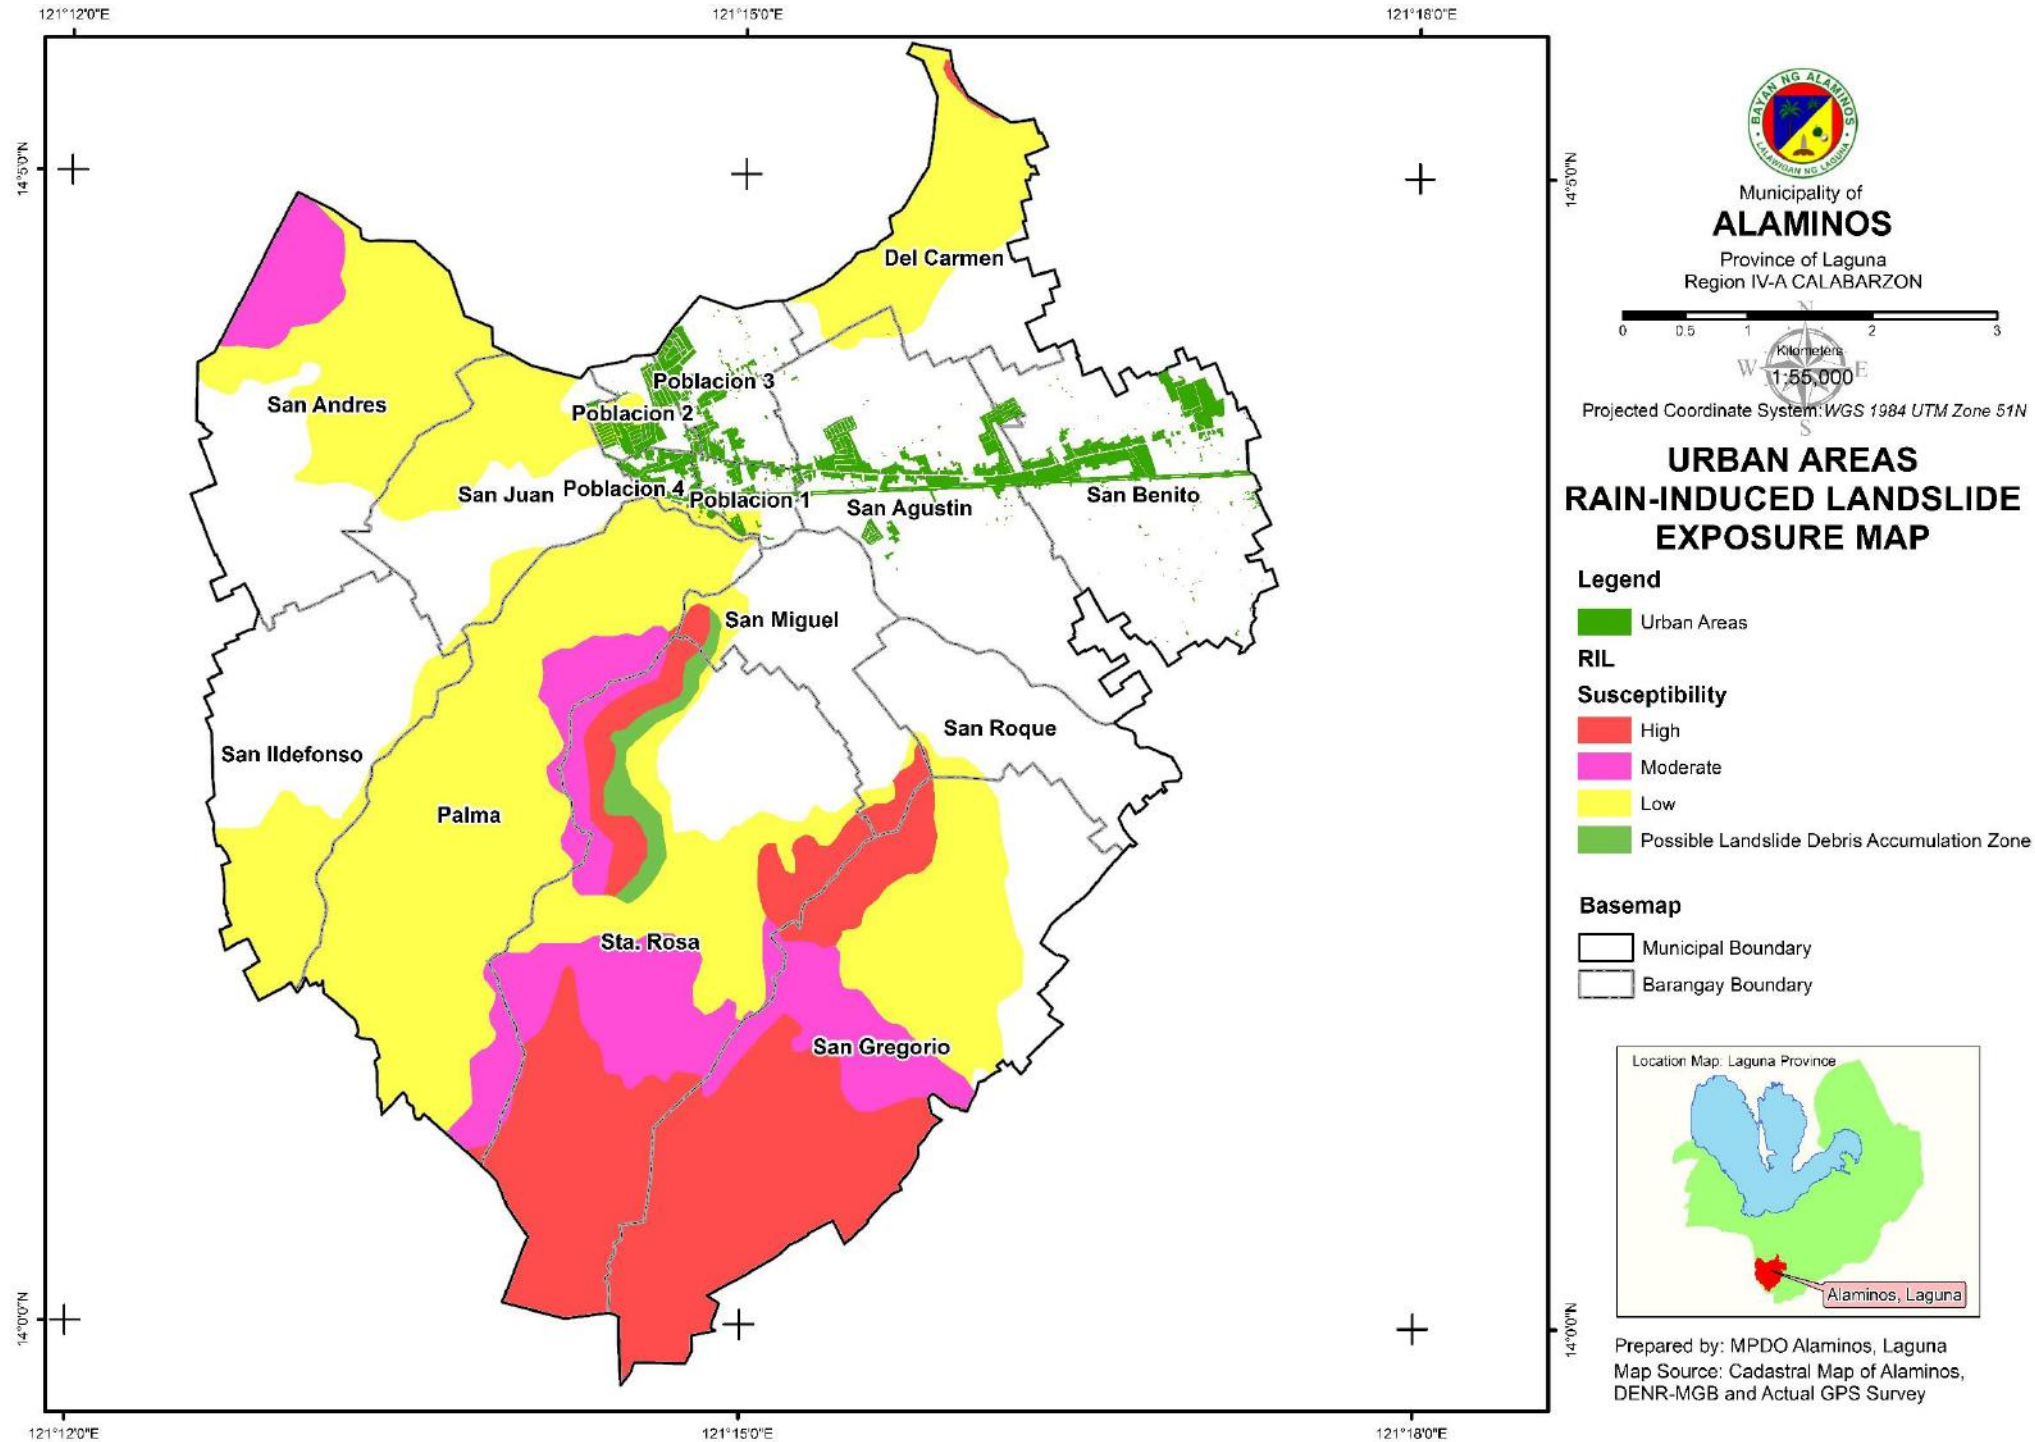 121°12'0"E
121°15'0"E
121°18'0"E
14°5'0"N
14°5'0"N
14°0'0"N
14°0'0"N
121°12'0"E
121°15'0"E
121°18'0"E
Del Carmen
San Andres
Poblacion 3
Poblacion 2
San Juan
Poblacion 4
Poblacion 1
San Agustin
San Benito
San Miguel
San Roque
San Ildefonso
Palma
Sta. Rosa
San Gregorio
BAYAN NG ALAMINOS
LALAWIGAN NG LAGUNA
Municipality of
ALAMINOS
Province of Laguna
Region IV-A CALABARZON
N
0 0.5 1 2 3
Kilometers
W E
1:55,000
Projected Coordinate System: WGS 1984 UTM Zone 51N
S
URBAN AREAS
RAIN-INDUCED LANDSLIDE
EXPOSURE MAP
Legend
Urban Areas
RIL
Susceptibility
High
Moderate
Low
Possible Landslide Debris Accumulation Zone
Basemap
Municipal Boundary
Barangay Boundary
Location Map: Laguna Province
Alaminos, Laguna
Prepared by: MPDO Alaminos, Laguna
Map Source: Cadastral Map of Alaminos,
DENR-MGB and Actual GPS Survey